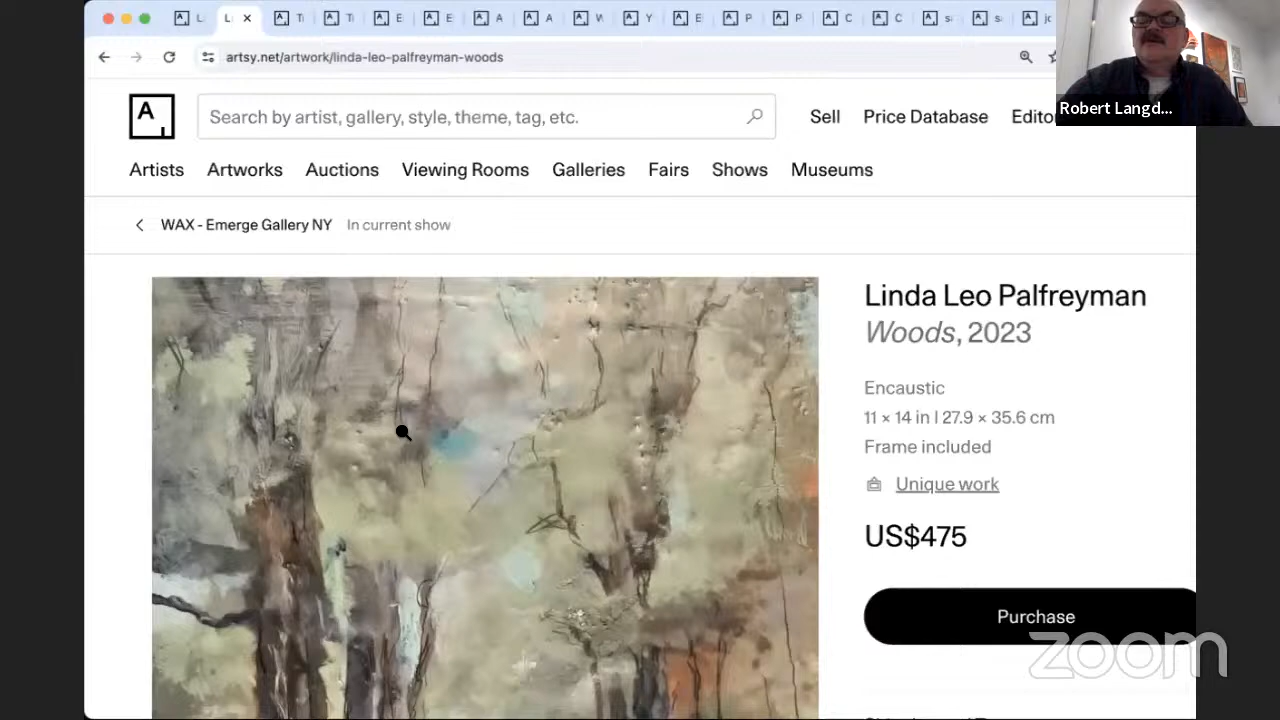 artsy.net/artwork/linda-leo-palfreyman-woods
Robert Langd...
A
Search by artist, gallery, style, theme, tag, etc.
Sell
Price Database
Artists
Artworks
Auctions
Viewing Rooms
Galleries
Fairs
Shows
Museums
WAX - Emerge Gallery NY
In current show
Linda Leo Palfreyman
Woods, 2023
Encaustic
11 × 14 in | 27.9 × 35.6 cm
Frame included
Unique work
US$475
Purchase
zoom